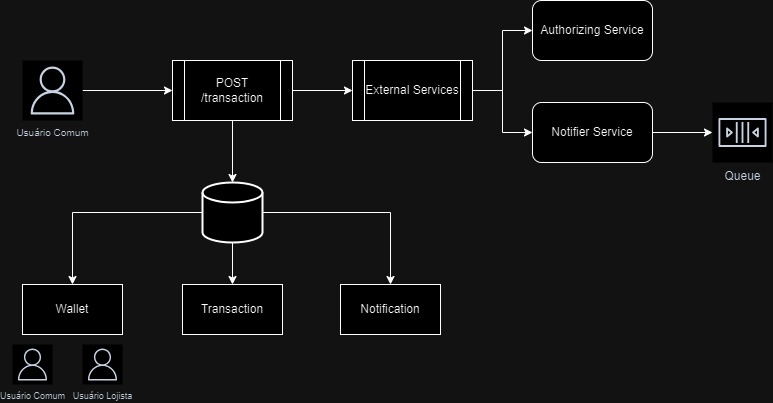 Authorizing Service
POST
/transaction
External Services
Usuário Comum
Notifier Service
Queue
Wallet
Transaction
Notification
Usuário Comum
Usuário Lojista